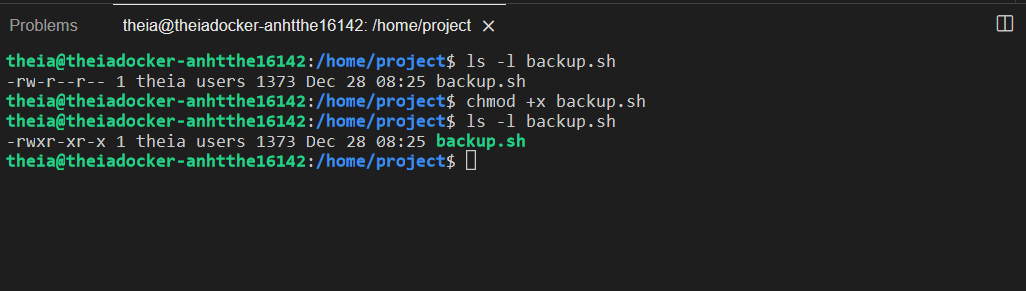 Problems
theia@theiadocker-anhtthe16142: /home/project ×
theia@theiadocker-anhtthe16142:/home/project$ ls -l backup.sh
-rw-r--r-- 1 theia users 1373 Dec 28 08:25 backup.sh
theia@theiadocker-anhtthe16142:/home/project$ chmod +x backup.sh
theia@theiadocker-anhtthe16142:/home/project$ ls -l backup.sh
-rwxr-xr-x 1 theia users 1373 Dec 28 08:25 backup.sh
theia@theiadocker-anhtthe16142:/home/project$